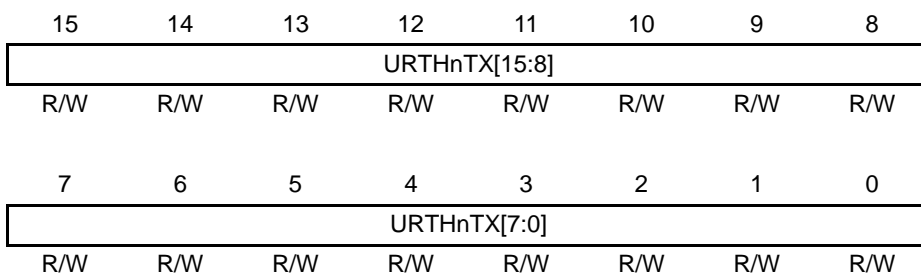 15 14 13 12 11 10 9 8
URTHnTX[15:8]
R/W R/W R/W R/W R/W R/W R/W R/W
7 6 5 4 3 2 1 0
URTHnTX[7:0]
R/W R/W R/W R/W R/W R/W R/W R/W